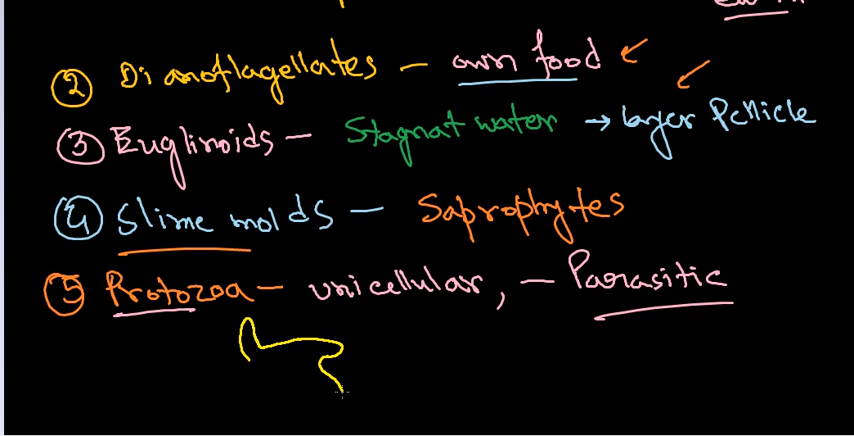 ② Dianoflagellates - own food ✓
③ Euglinoids - Stagnat water → layer Pellicle
④ Slime molds - Saprophytes
⑤ Protozoa - unicellular, - Parasitic